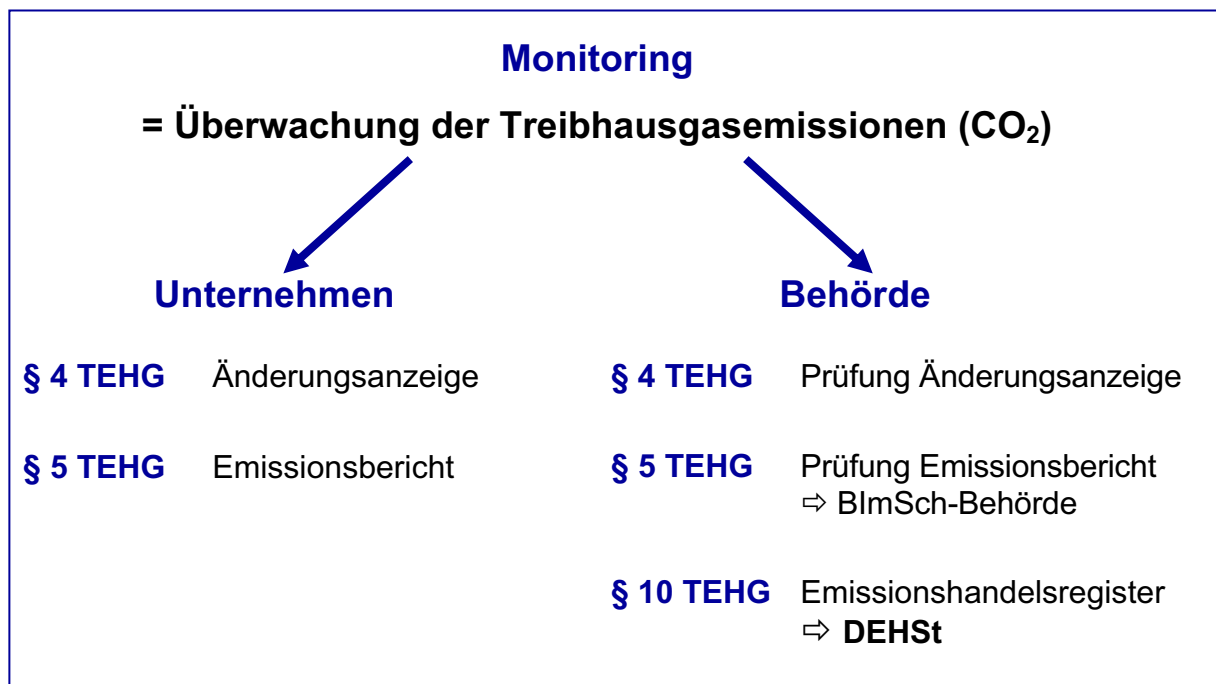 Monitoring
= Überwachung der Treibhausgasemissionen (CO₂)
Unternehmen
§ 4 TEHG Änderungsanzeige
§ 5 TEHG Emissionsbericht
Behörde
§ 4 TEHG Prüfung Änderungsanzeige
§ 5 TEHG Prüfung Emissionsbericht
⇨ BImSch-Behörde
§ 10 TEHG Emissionshandelsregister
⇨ DEHSt